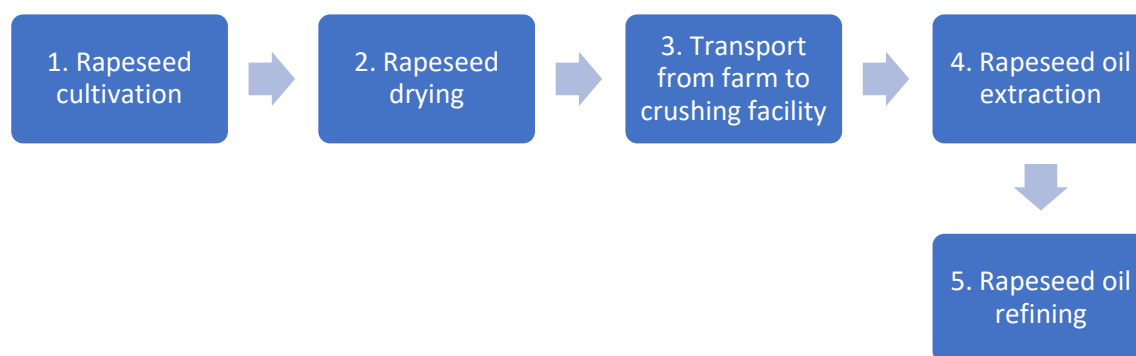 1. Rapeseed
cultivation
2. Rapeseed
drying
3. Transport
from farm to
crushing facility
4. Rapeseed oil
extraction
5. Rapeseed oil
refining